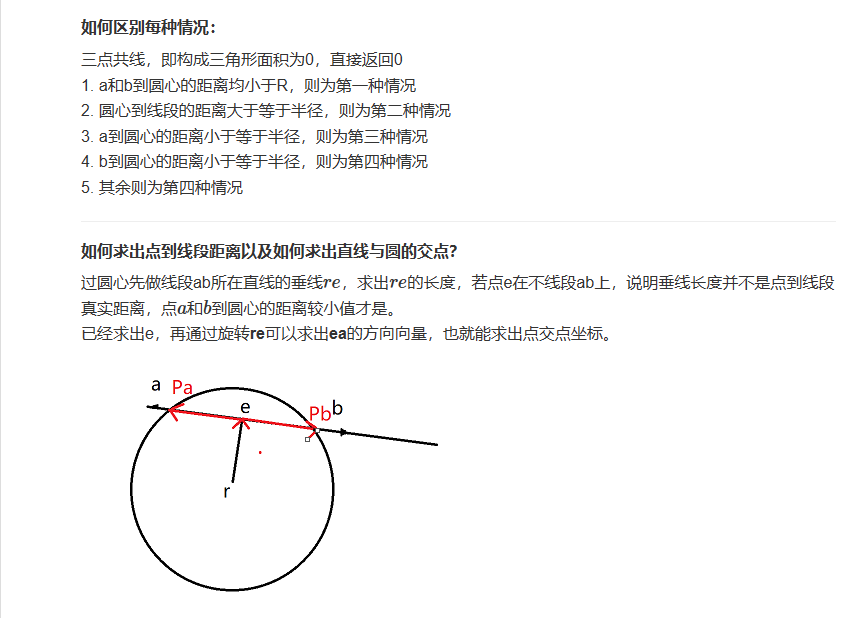 如何区别每种情况：
三点共线，即构成三角形面积为0，直接返回0
1. a和b到圆心的距离均小于R，则为第一种情况
2. 圆心到线段的距离大于等于半径，则为第二种情况
3. a到圆心的距离小于等于半径，则为第三种情况
4. b到圆心的距离小于等于半径，则为第四种情况
5. 其余则为第四种情况
如何求出点到线段距离以及如何求出直线与圆的交点？
过圆心先做线段ab所在直线的垂线re，求出re的长度，若点e在不线段ab上，说明垂线长度并不是点到线段
真实距离，点a和b到圆心的距离较小值才是。
已经求出e，再通过旋转re可以求出ea的方向向量，也就能求出点交点坐标。
a Pa
e
Pb b
r